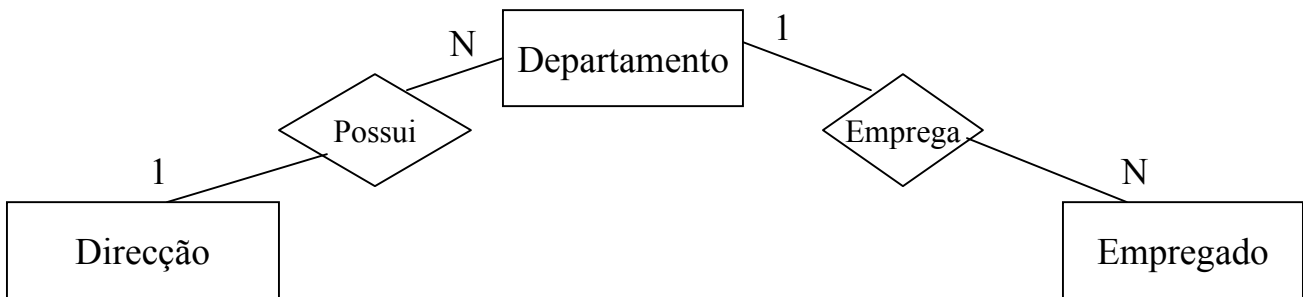 1
N
Departamento
Possui
Emprega
1
N
Direcção
Empregado